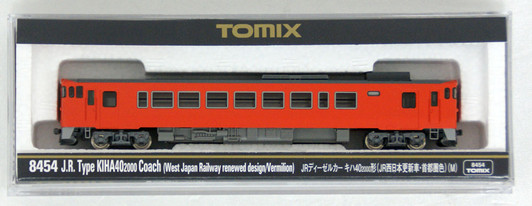 TOMIX
8454 J.R. Type KIHA402000 Coach (West Japan Railway renewed design/Vermilion) JRディーゼルカー キハ40 2000形(JR西日本更新車・首都圏色)(M)
8454
TOMIX